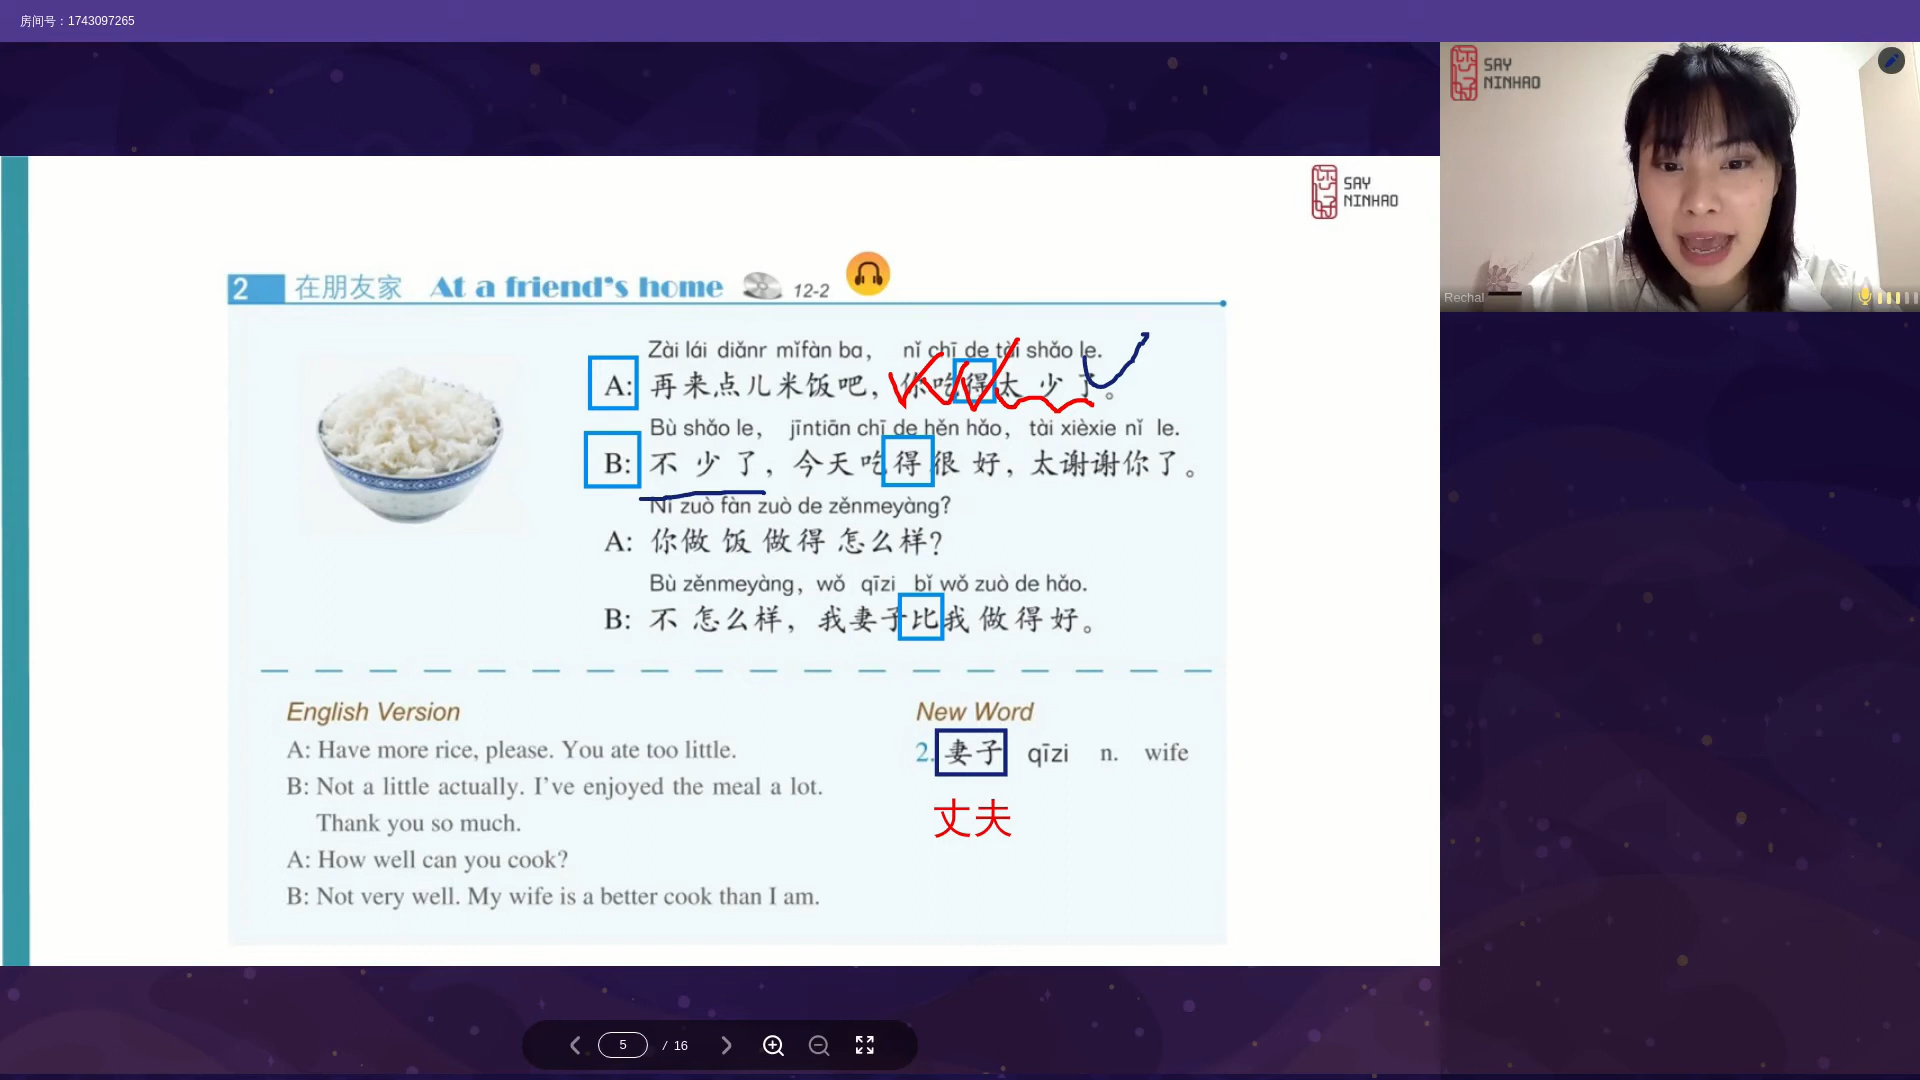 房间号：1743097265
SAY
NINHAO
SAY
NINHAO
Rechal
2 在朋友家 At a friend's home 12-2
Zài lái diǎnr mǐfàn ba, nǐ chī de tài shǎo le.
A: 再来点儿米饭吧，你吃得太少了。
Bù shǎo le, jīntiān chī de hěn hǎo, tài xièxie nǐ le.
B: 不少了，今天吃得很好，太谢谢你了。
Nǐ zuò fàn zuò de zěnmeyàng?
A: 你做饭做得怎么样？
Bù zěnmeyàng, wǒ qīzi bǐ wǒ zuò de hǎo.
B: 不怎么样，我妻子比我做得好。
English Version
A: Have more rice, please. You ate too little.
B: Not a little actually. I've enjoyed the meal a lot.
Thank you so much.
A: How well can you cook?
B: Not very well. My wife is a better cook than I am.
New Word
2. 妻子 qīzi n. wife
丈夫
5 / 16